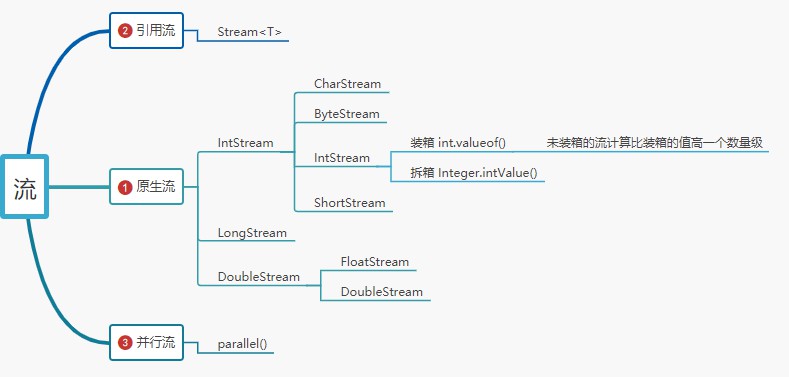 流
2 引用流
Stream<T>
1 原生流
IntStream
CharStream
ByteStream
IntStream
装箱 int.valueof()
未装箱的流计算比装箱的值高一个数量级
拆箱 Integer.intValue()
ShortStream
LongStream
DoubleStream
FloatStream
DoubleStream
3 并行流
parallel()